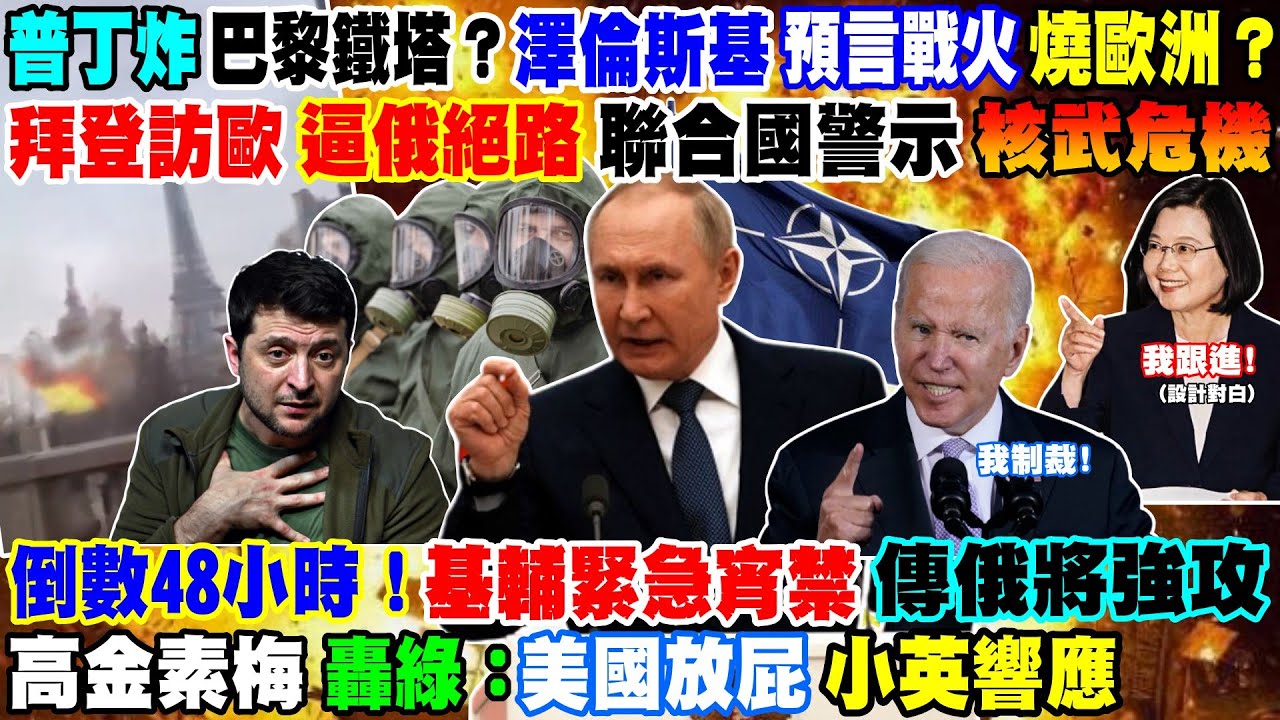 普丁炸巴黎鐵塔？澤倫斯基預言戰火燒歐洲？
拜登訪歐 逼俄絕路 聯合國警示 核武危機
我跟進!
(設計對白)
我制裁!
倒數48小時！基輔緊急宵禁 傳俄將強攻
高金素梅 轟綠：美國放屁 小英響應